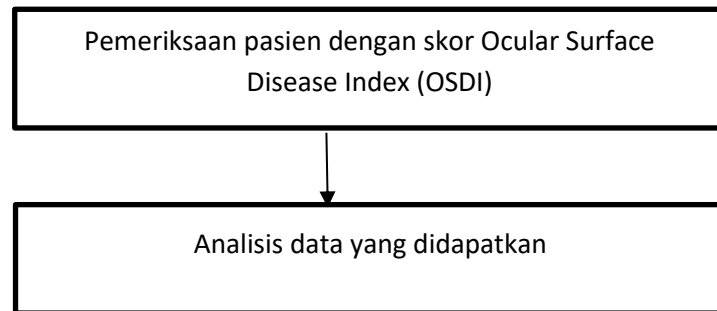 Pemeriksaan pasien dengan skor Ocular Surface
Disease Index (OSDI)
Analisis data yang didapatkan